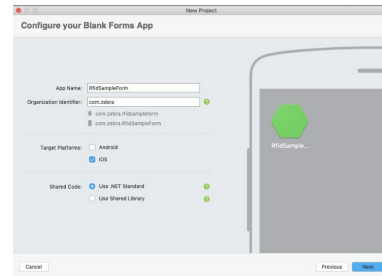 New Project
Configure your Blank Forms App
App Name: RfidSampleForm
Organization Identifier: com.zebra
com.zebra.rfidsampleform
com.zebra.RfidSampleForm
Target Platforms: Android
iOS
Shared Code: Use .NET Standard
Use Shared Library
RfidSample...
Cancel
Previous
Next